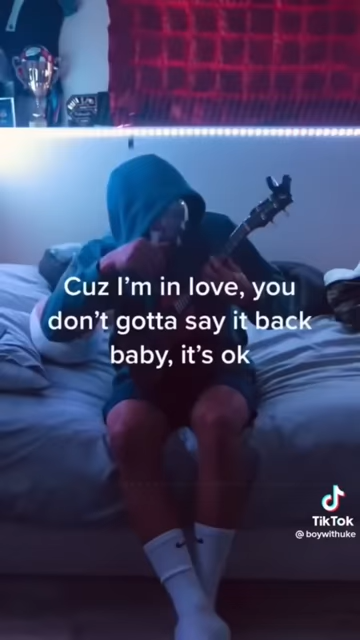 Cuz I'm in love, you
don't gotta say it back
baby, it's ok
TikTok
@boywithuke